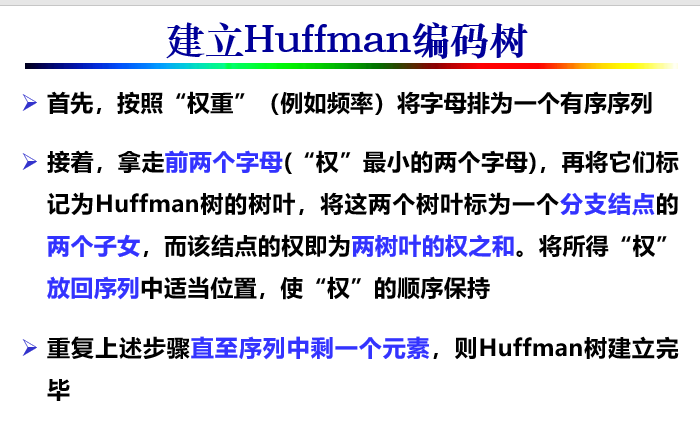 建立Huffman编码树
首先，按照“权重”（例如频率）将字母排为一个有序序列
接着，拿走前两个字母(“权”最小的两个字母)，再将它们标
记为Huffman树的树叶，将这两个树叶标为一个分支结点的
两个子女，而该结点的权即为两树叶的权之和。将所得“权”
放回序列中适当位置，使“权”的顺序保持
重复上述步骤直至序列中剩一个元素，则Huffman树建立完
毕